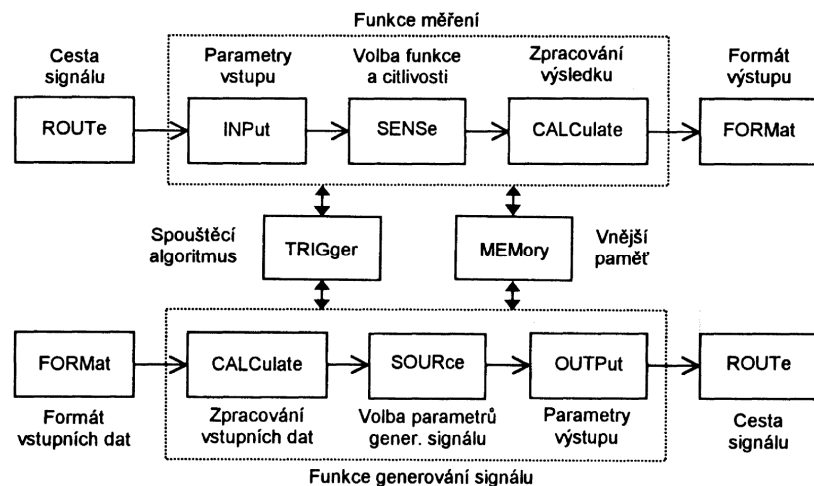 Funkce měření
Cesta
signálu
Parametry
vstupu
Volba funkce
a citlivosti
Zpracování
výsledku
Formát
výstupu
ROUTe
INPut
SENSe
CALCulate
FORMat
Spouštěcí
algoritmus
TRIGger
MEMory
Vnější
paměť
FORMat
CALCulate
SOURce
OUTPut
ROUTe
Formát
vstupních dat
Zpracování
vstupních dat
Volba parametrů
gener. signálu
Parametry
výstupu
Cesta
signálu
Funkce generování signálu